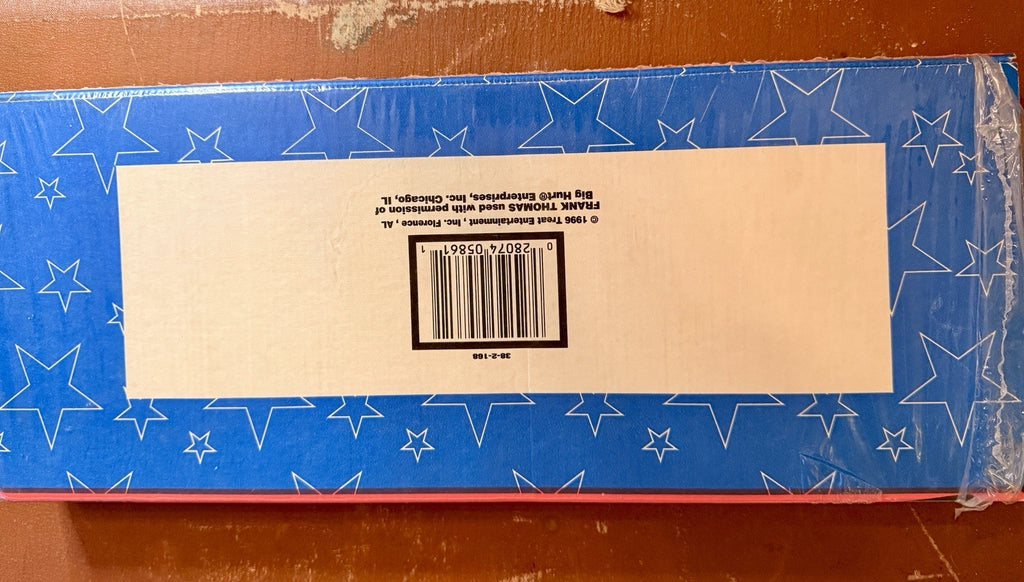 38-2-168
0 28074 05861 1
© 1996 Treat Entertainment , Inc. Florence , AL
FRANK THOMAS used with permission of
Big Hurt® Enterprises, Inc. Chicago, IL